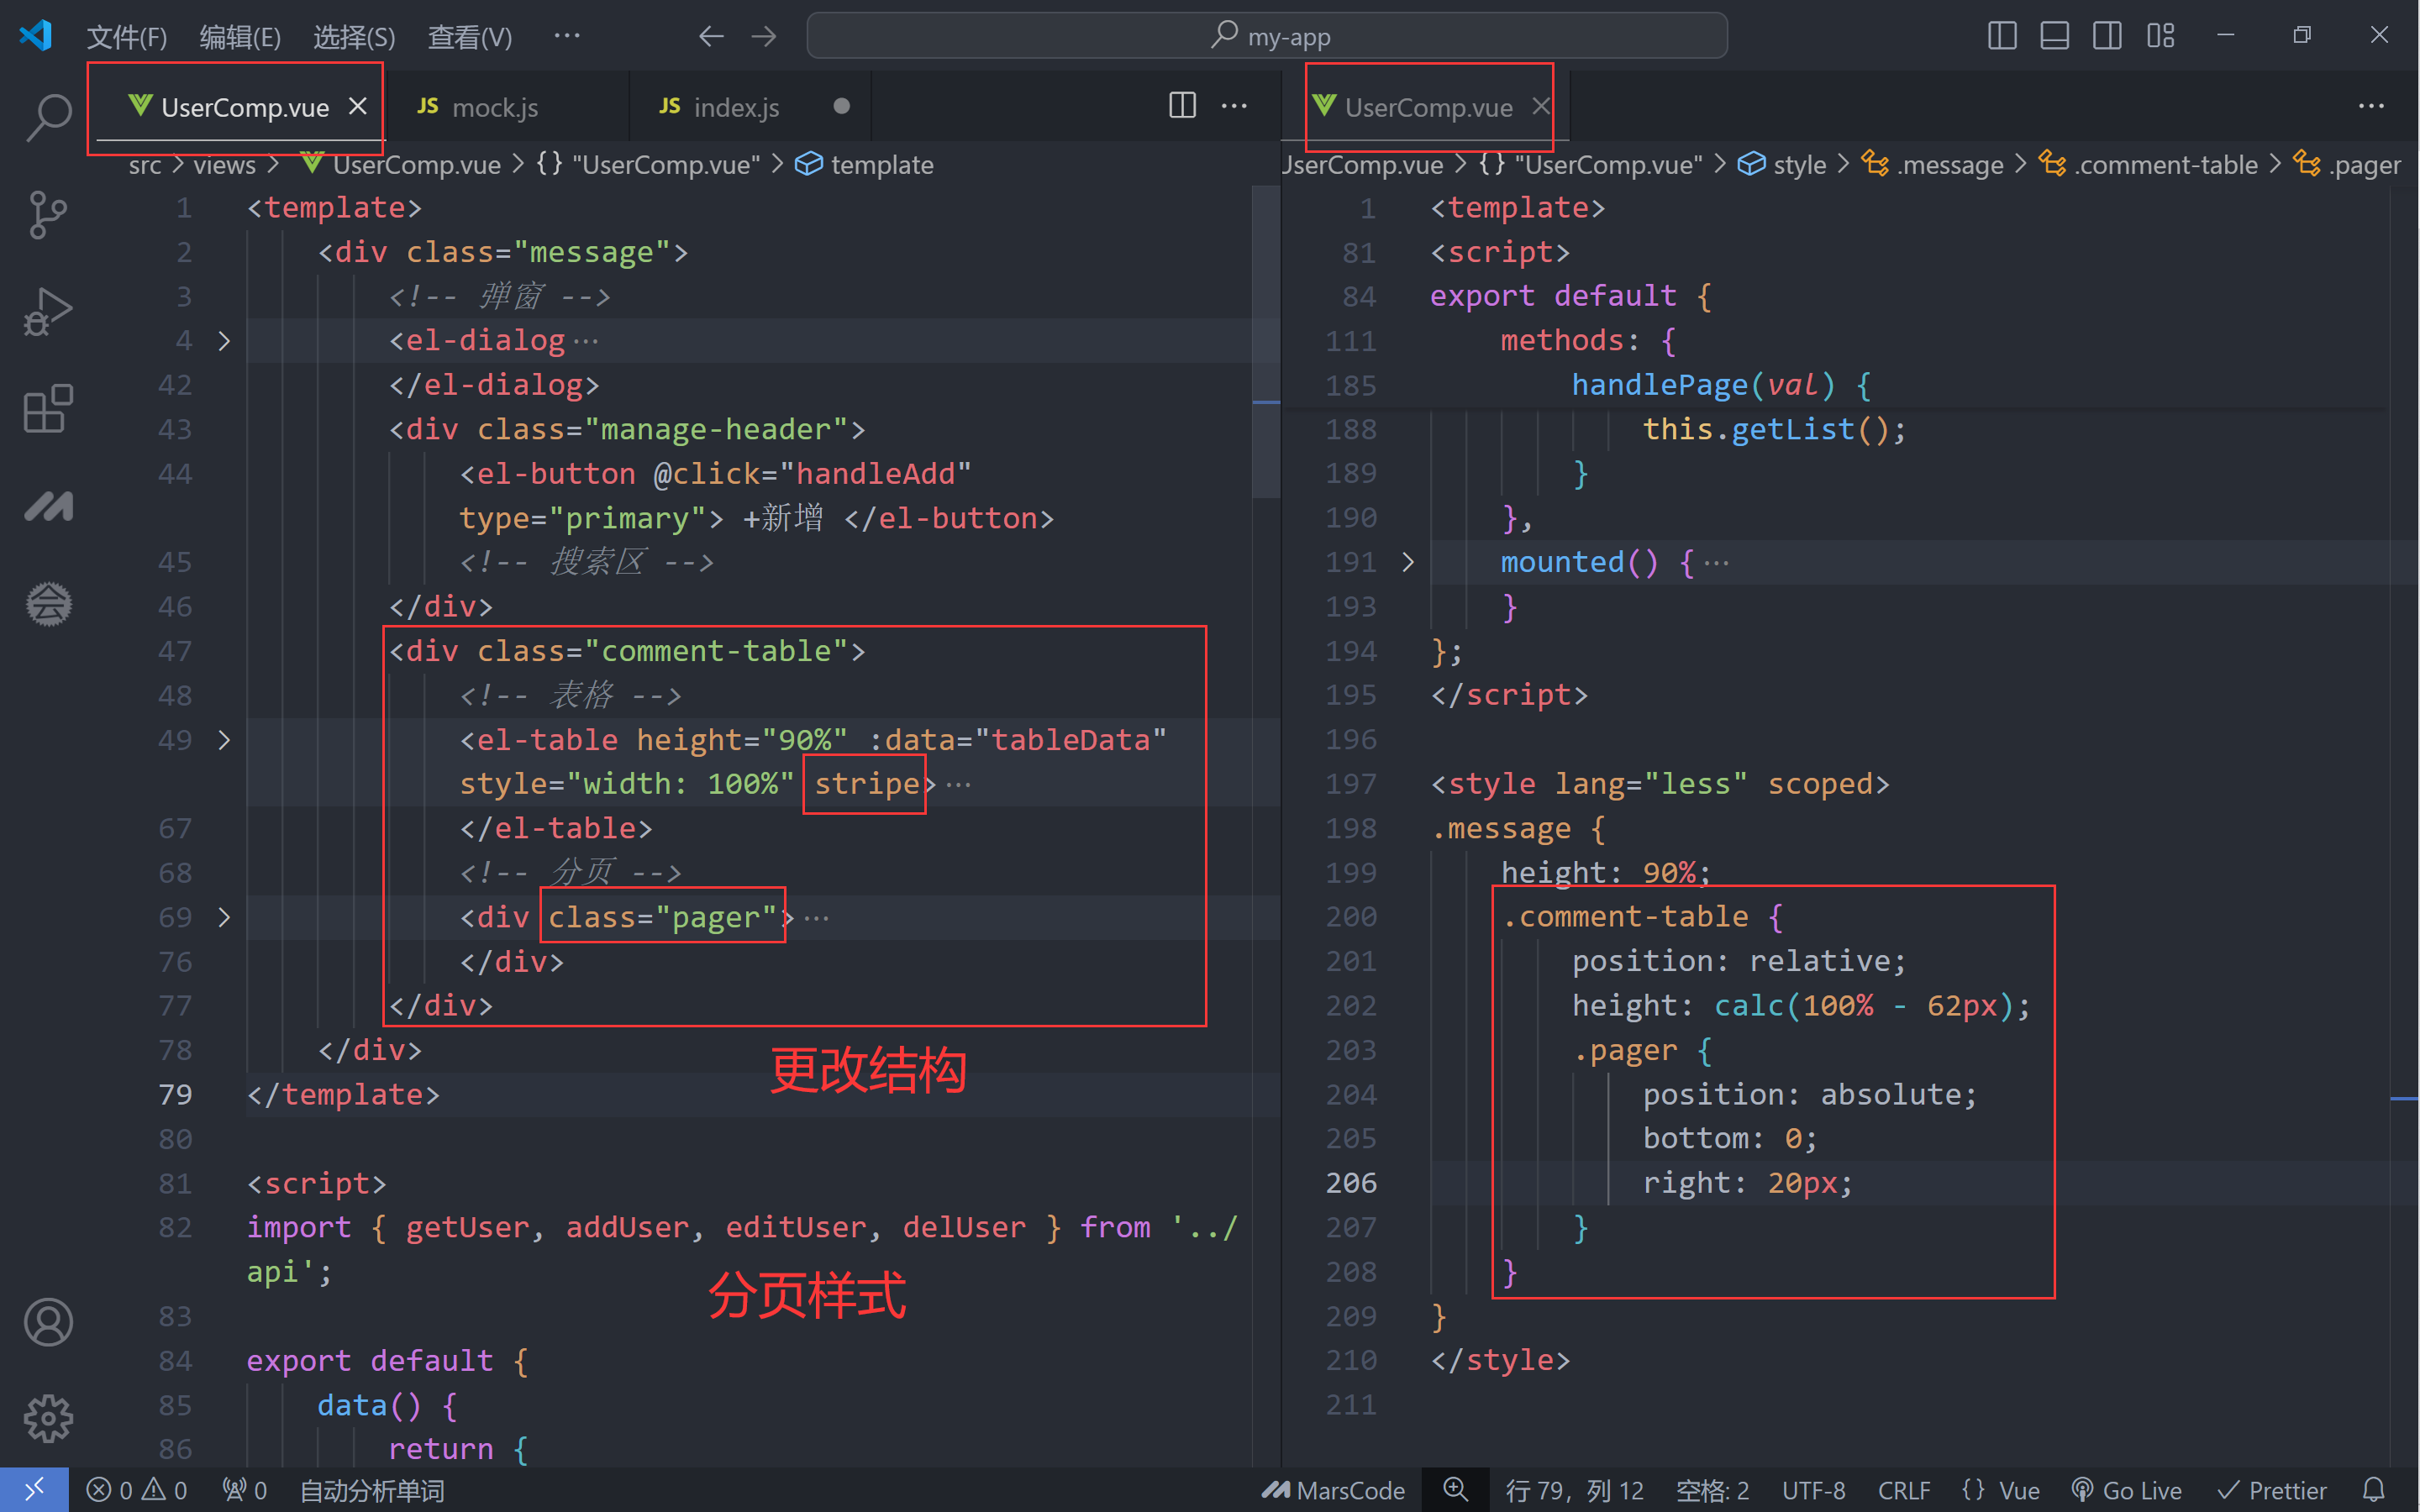 文件(F) 编辑(E) 选择(S) 查看(V) ··· my-app
UserComp.vue JS mock.js JS index.js ···
src > views > UserComp.vue > {} "UserComp.vue" > template
1 <template>
2 <div class="message">
3 <!-- 弹窗 -->
4 <el-dialog···
42 </el-dialog>
43 <div class="manage-header">
44 <el-button @click="handleAdd"
type="primary"> +新增 </el-button>
45 <!-- 搜索区 -->
46 </div>
47 <div class="comment-table">
48 <!-- 表格 -->
49 <el-table height="90%" :data="tableData"
style="width: 100%" stripe>···
67 </el-table>
68 <!-- 分页 -->
69 <div class="pager">···
76 </div>
77 </div>
78 </div>
更改结构
79 </template>
80
81 <script>
82 import { getUser, addUser, editUser, delUser } from '../
api';
分页样式
83
84 export default {
85 data() {
86 return {
UserComp.vue ···
UserComp.vue > {} "UserComp.vue" > style > .message > .comment-table > .pager
1 <template>
81 <script>
84 export default {
111 methods: {
185 handlePage(val) {
188 this.getList();
189 }
190 },
191 mounted() {···
193 }
194 };
195 </script>
196
197 <style lang="less" scoped>
198 .message {
199 height: 90%;
200 .comment-table {
201 position: relative;
202 height: calc(100% - 62px);
203 .pager {
204 position: absolute;
205 bottom: 0;
206 right: 20px;
207 }
208 }
209 }
210 </style>
211
会
0 0 0 自动分析单词 MarsCode 行 79，列 12 空格: 2 UTF-8 CRLF {} Vue Go Live Prettier